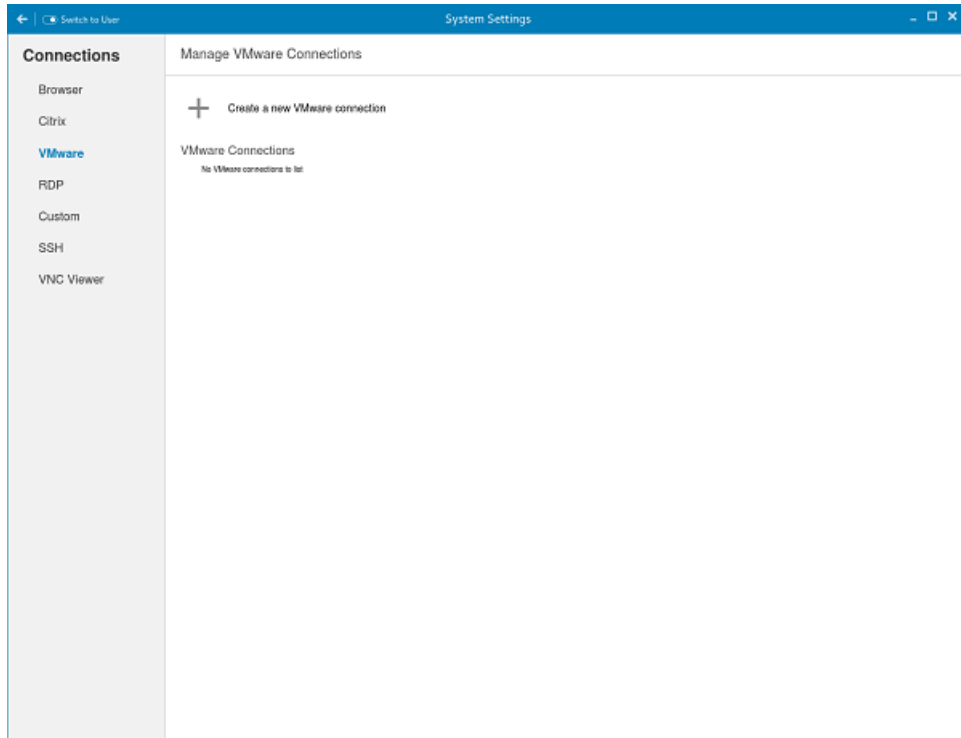 Switch to User
System Settings
Connections
Browser
Citrix
VMware
RDP
Custom
SSH
VNC Viewer
Manage VMware Connections
Create a new VMware connection
VMware Connections
No VMware connections to list